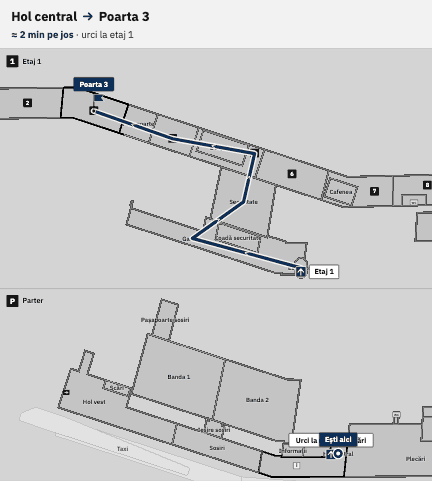 Hol central → Poarta 3
≈ 2 min pe jos · urci la etaj 1
1 Etaj 1
Poarta 3
2
6
Cafenea
7
8
Etaj 1
P Parter
Pașapoarte sosiri
Banda 1
Banda 2
Scări
Hol vest
Sosiri
Taxi
Informații
Urci la
Ești aici
Plecări